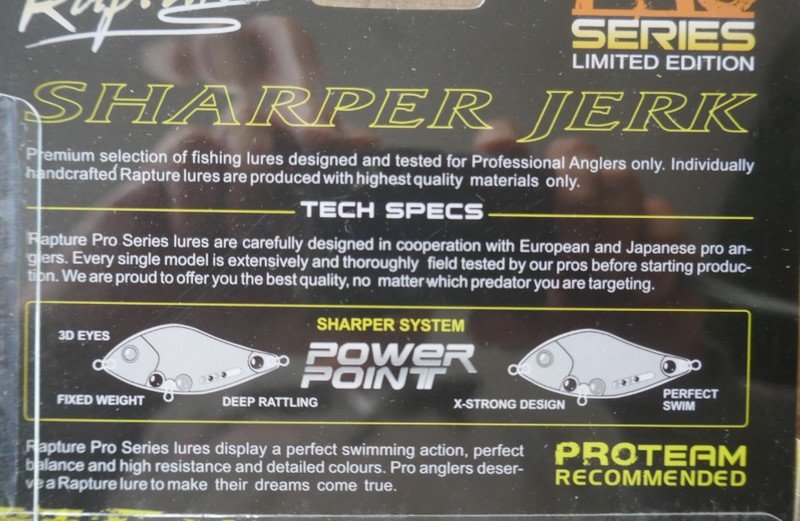 Rapture
SERIES
LIMITED EDITION
SHARPER JERK
Premium selection of fishing lures designed and tested for Professional Anglers only. Individually
handcrafted Rapture lures are produced with highest quality materials only.
TECH SPECS
Rapture Pro Series lures are carefully designed in cooperation with European and Japanese pro an-
glers. Every single model is extensively and thoroughly field tested by our pros before starting produc-
tion. We are proud to offer you the best quality, no matter which predator you are targeting.
SHARPER SYSTEM
3D EYES
POWER
POINT
FIXED WEIGHT
DEEP RATTLING
X-STRONG DESIGN
PERFECT
SWIM
Rapture Pro Series lures display a perfect swimming action, perfect
balance and high resistance and detailed colours. Pro anglers deser-
ve a Rapture lure to make their dreams come true.
PROTEAM
RECOMMENDED